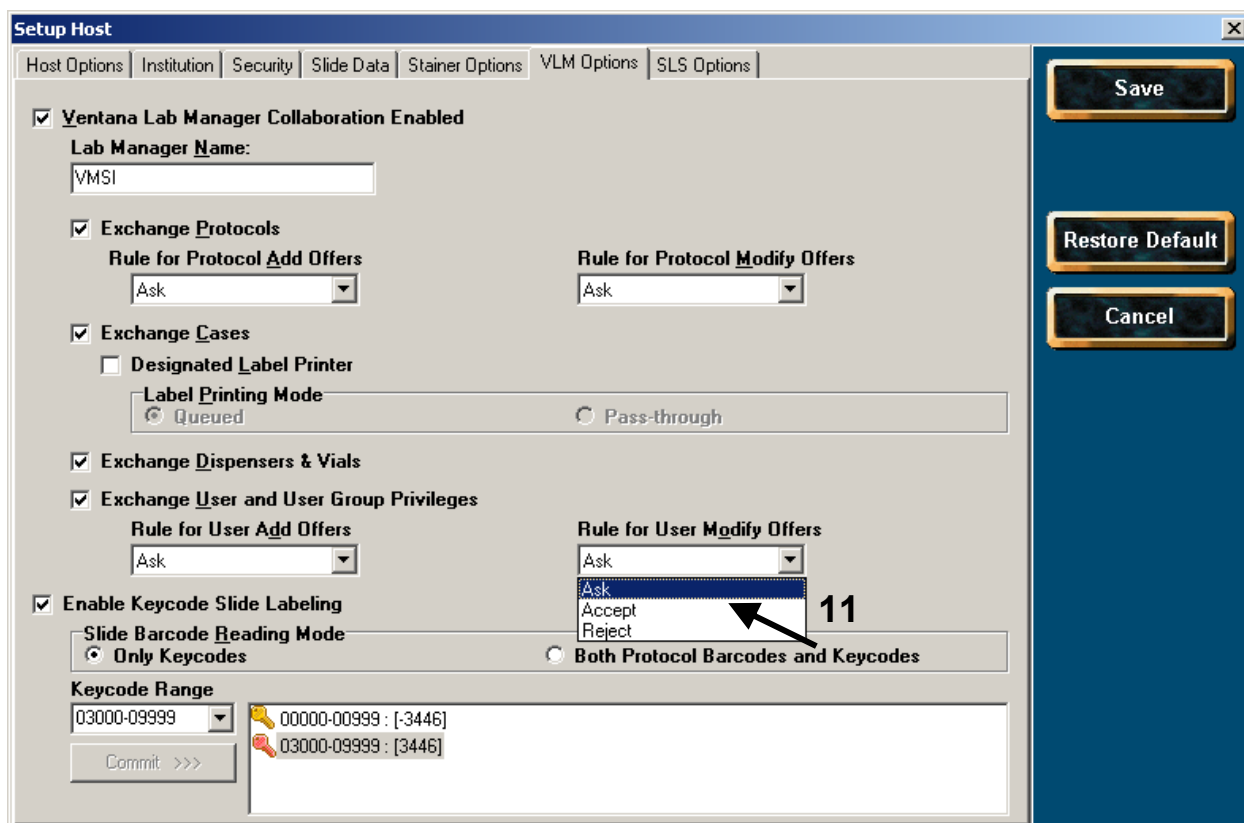 Setup Host
Host Options Institution Security Slide Data Stainer Options VLM Options SLS Options
Save
Ventana Lab Manager Collaboration Enabled
Lab Manager Name:
VMSI
Exchange Protocols
Restore Default
Rule for Protocol Add Offers Rule for Protocol Modify Offers
Ask Ask
Cancel
Exchange Cases
Designated Label Printer
Label Printing Mode
Queued Pass-through
Exchange Dispensers & Vials
Exchange User and User Group Privileges
Rule for User Add Offers Rule for User Modify Offers
Ask Ask
Ask
Accept
Reject
11
Enable Keycode Slide Labeling
Slide Barcode Reading Mode
Only Keycodes Both Protocol Barcodes and Keycodes
Keycode Range
03000-09999 00000-00999 : [-3446]
03000-09999 : [3446]
Commit >>>